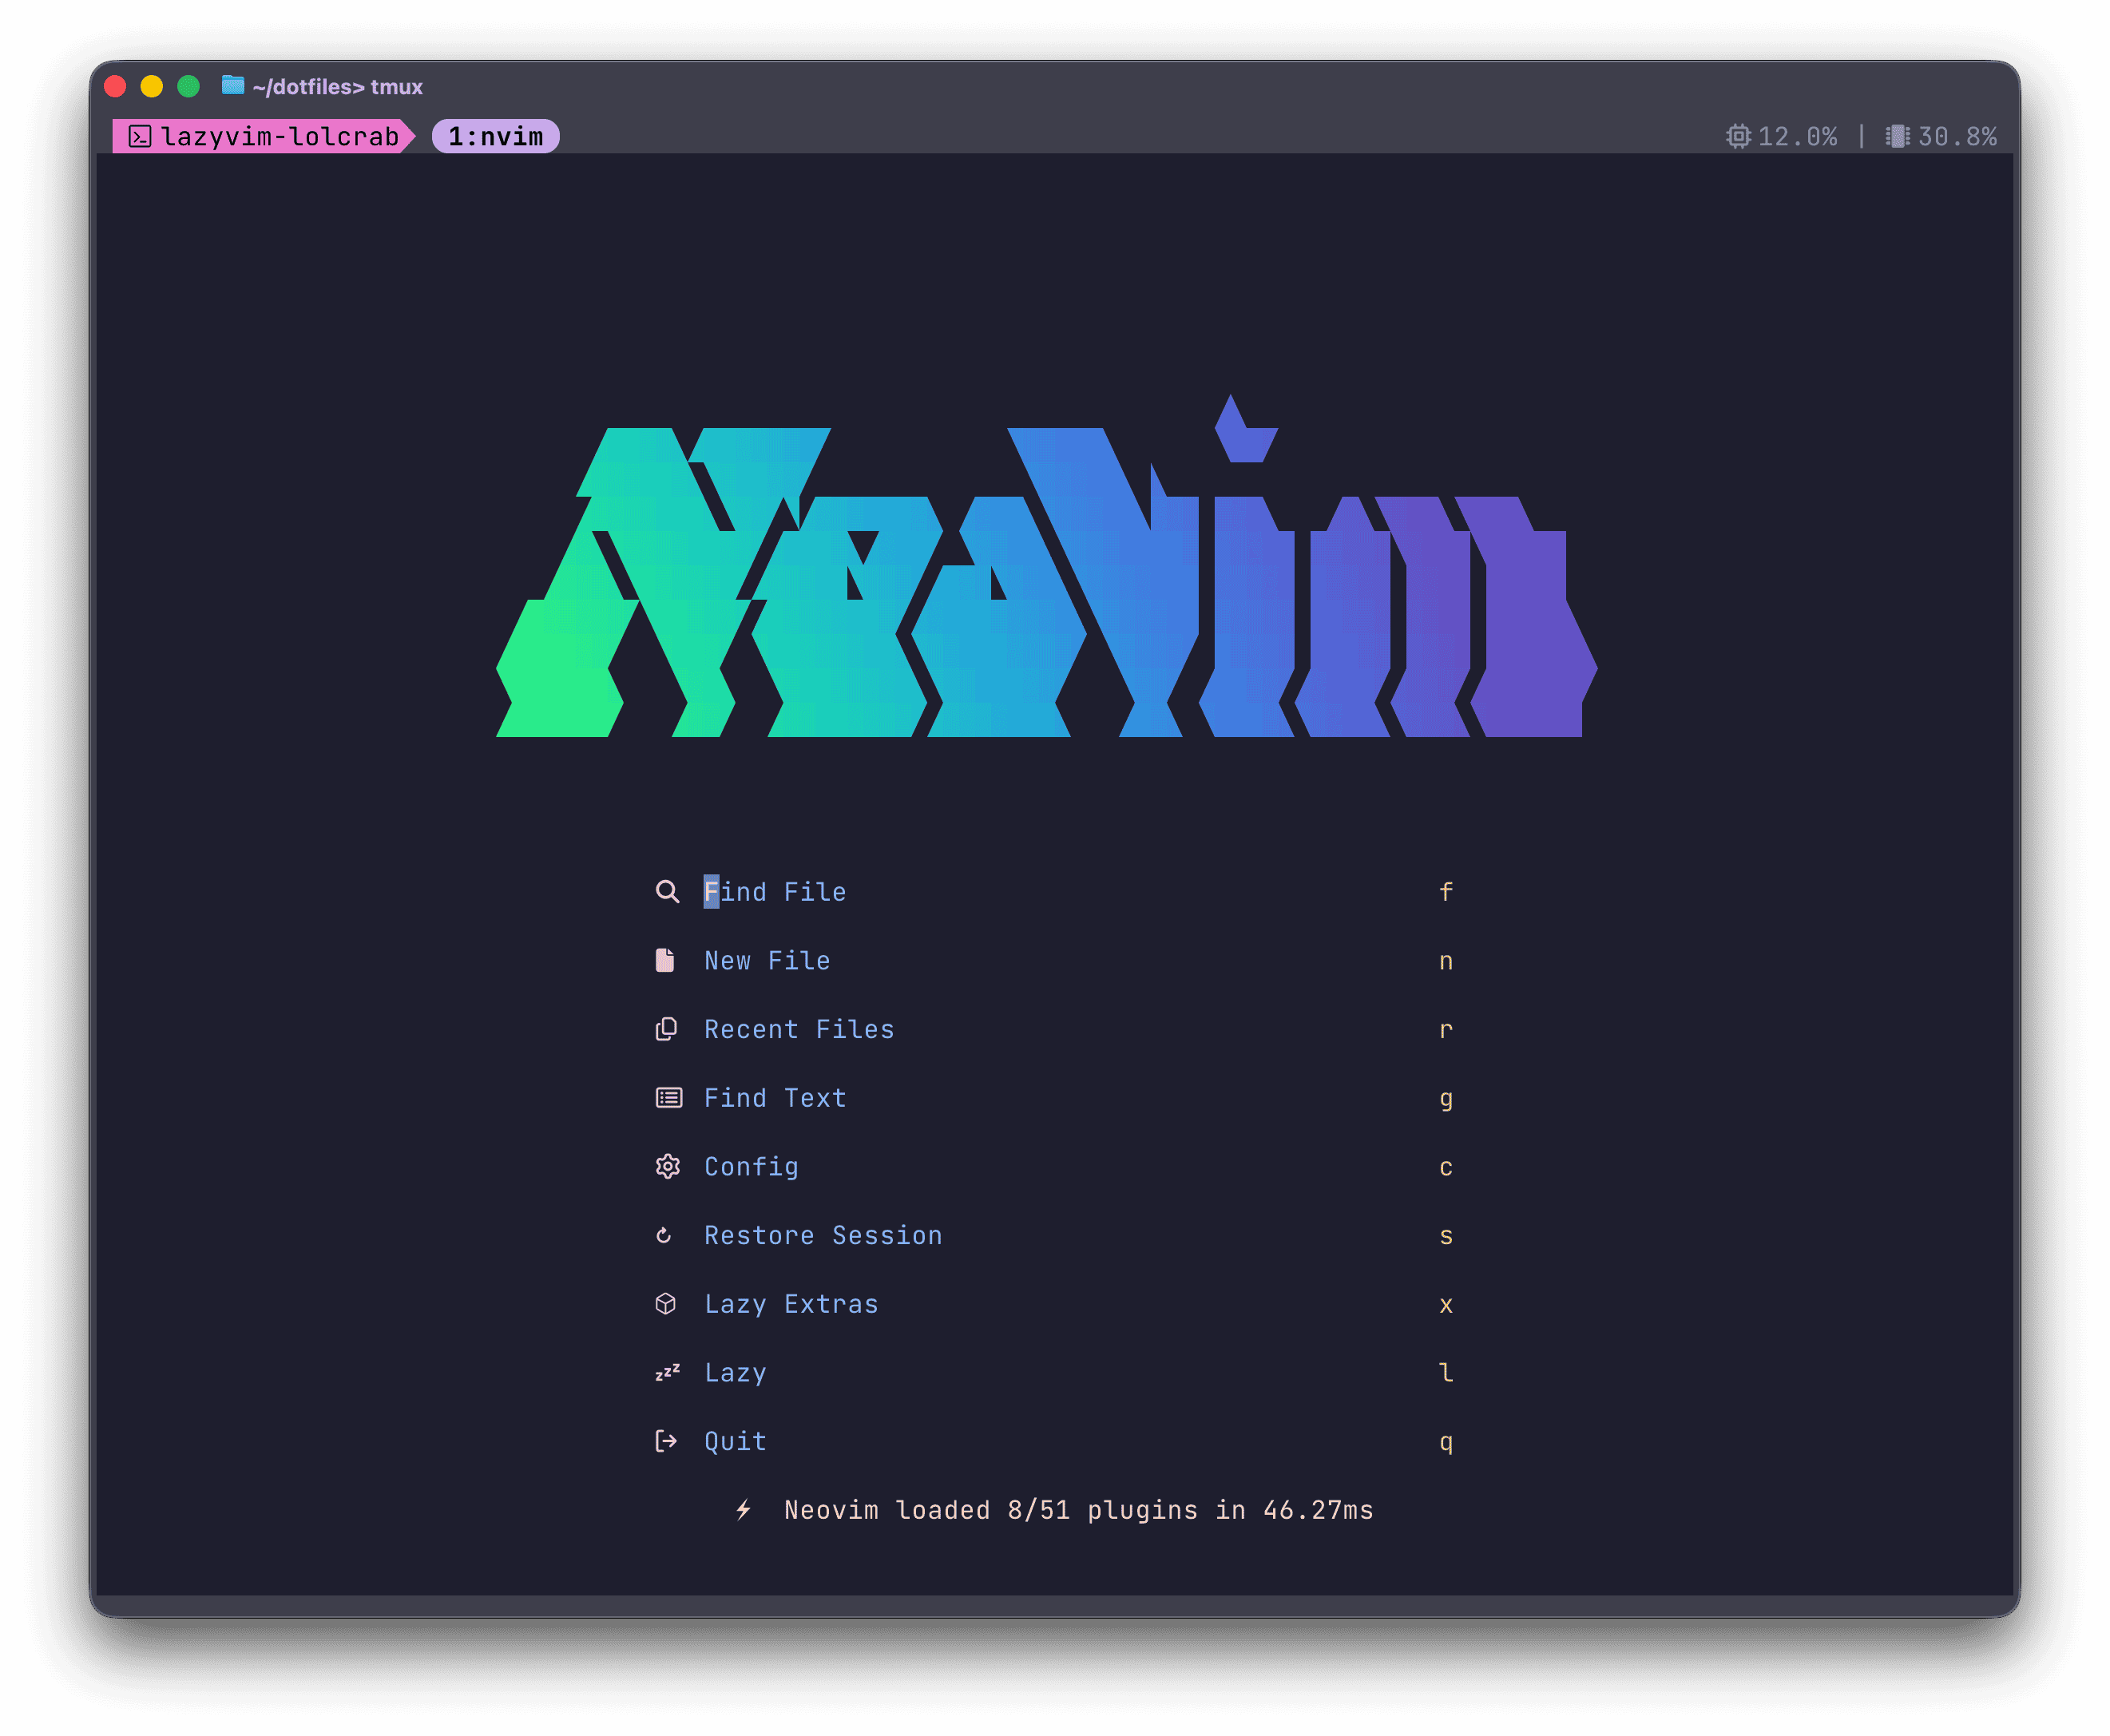 ~/dotfiles> tmux
lazyvim-lolcrab 1:nvim 12.0% | 30.8%
NeoVim
Find File f
New File n
Recent Files r
Find Text g
Config c
Restore Session s
Lazy Extras x
zzz Lazy l
Quit q
Neovim loaded 8/51 plugins in 46.27ms